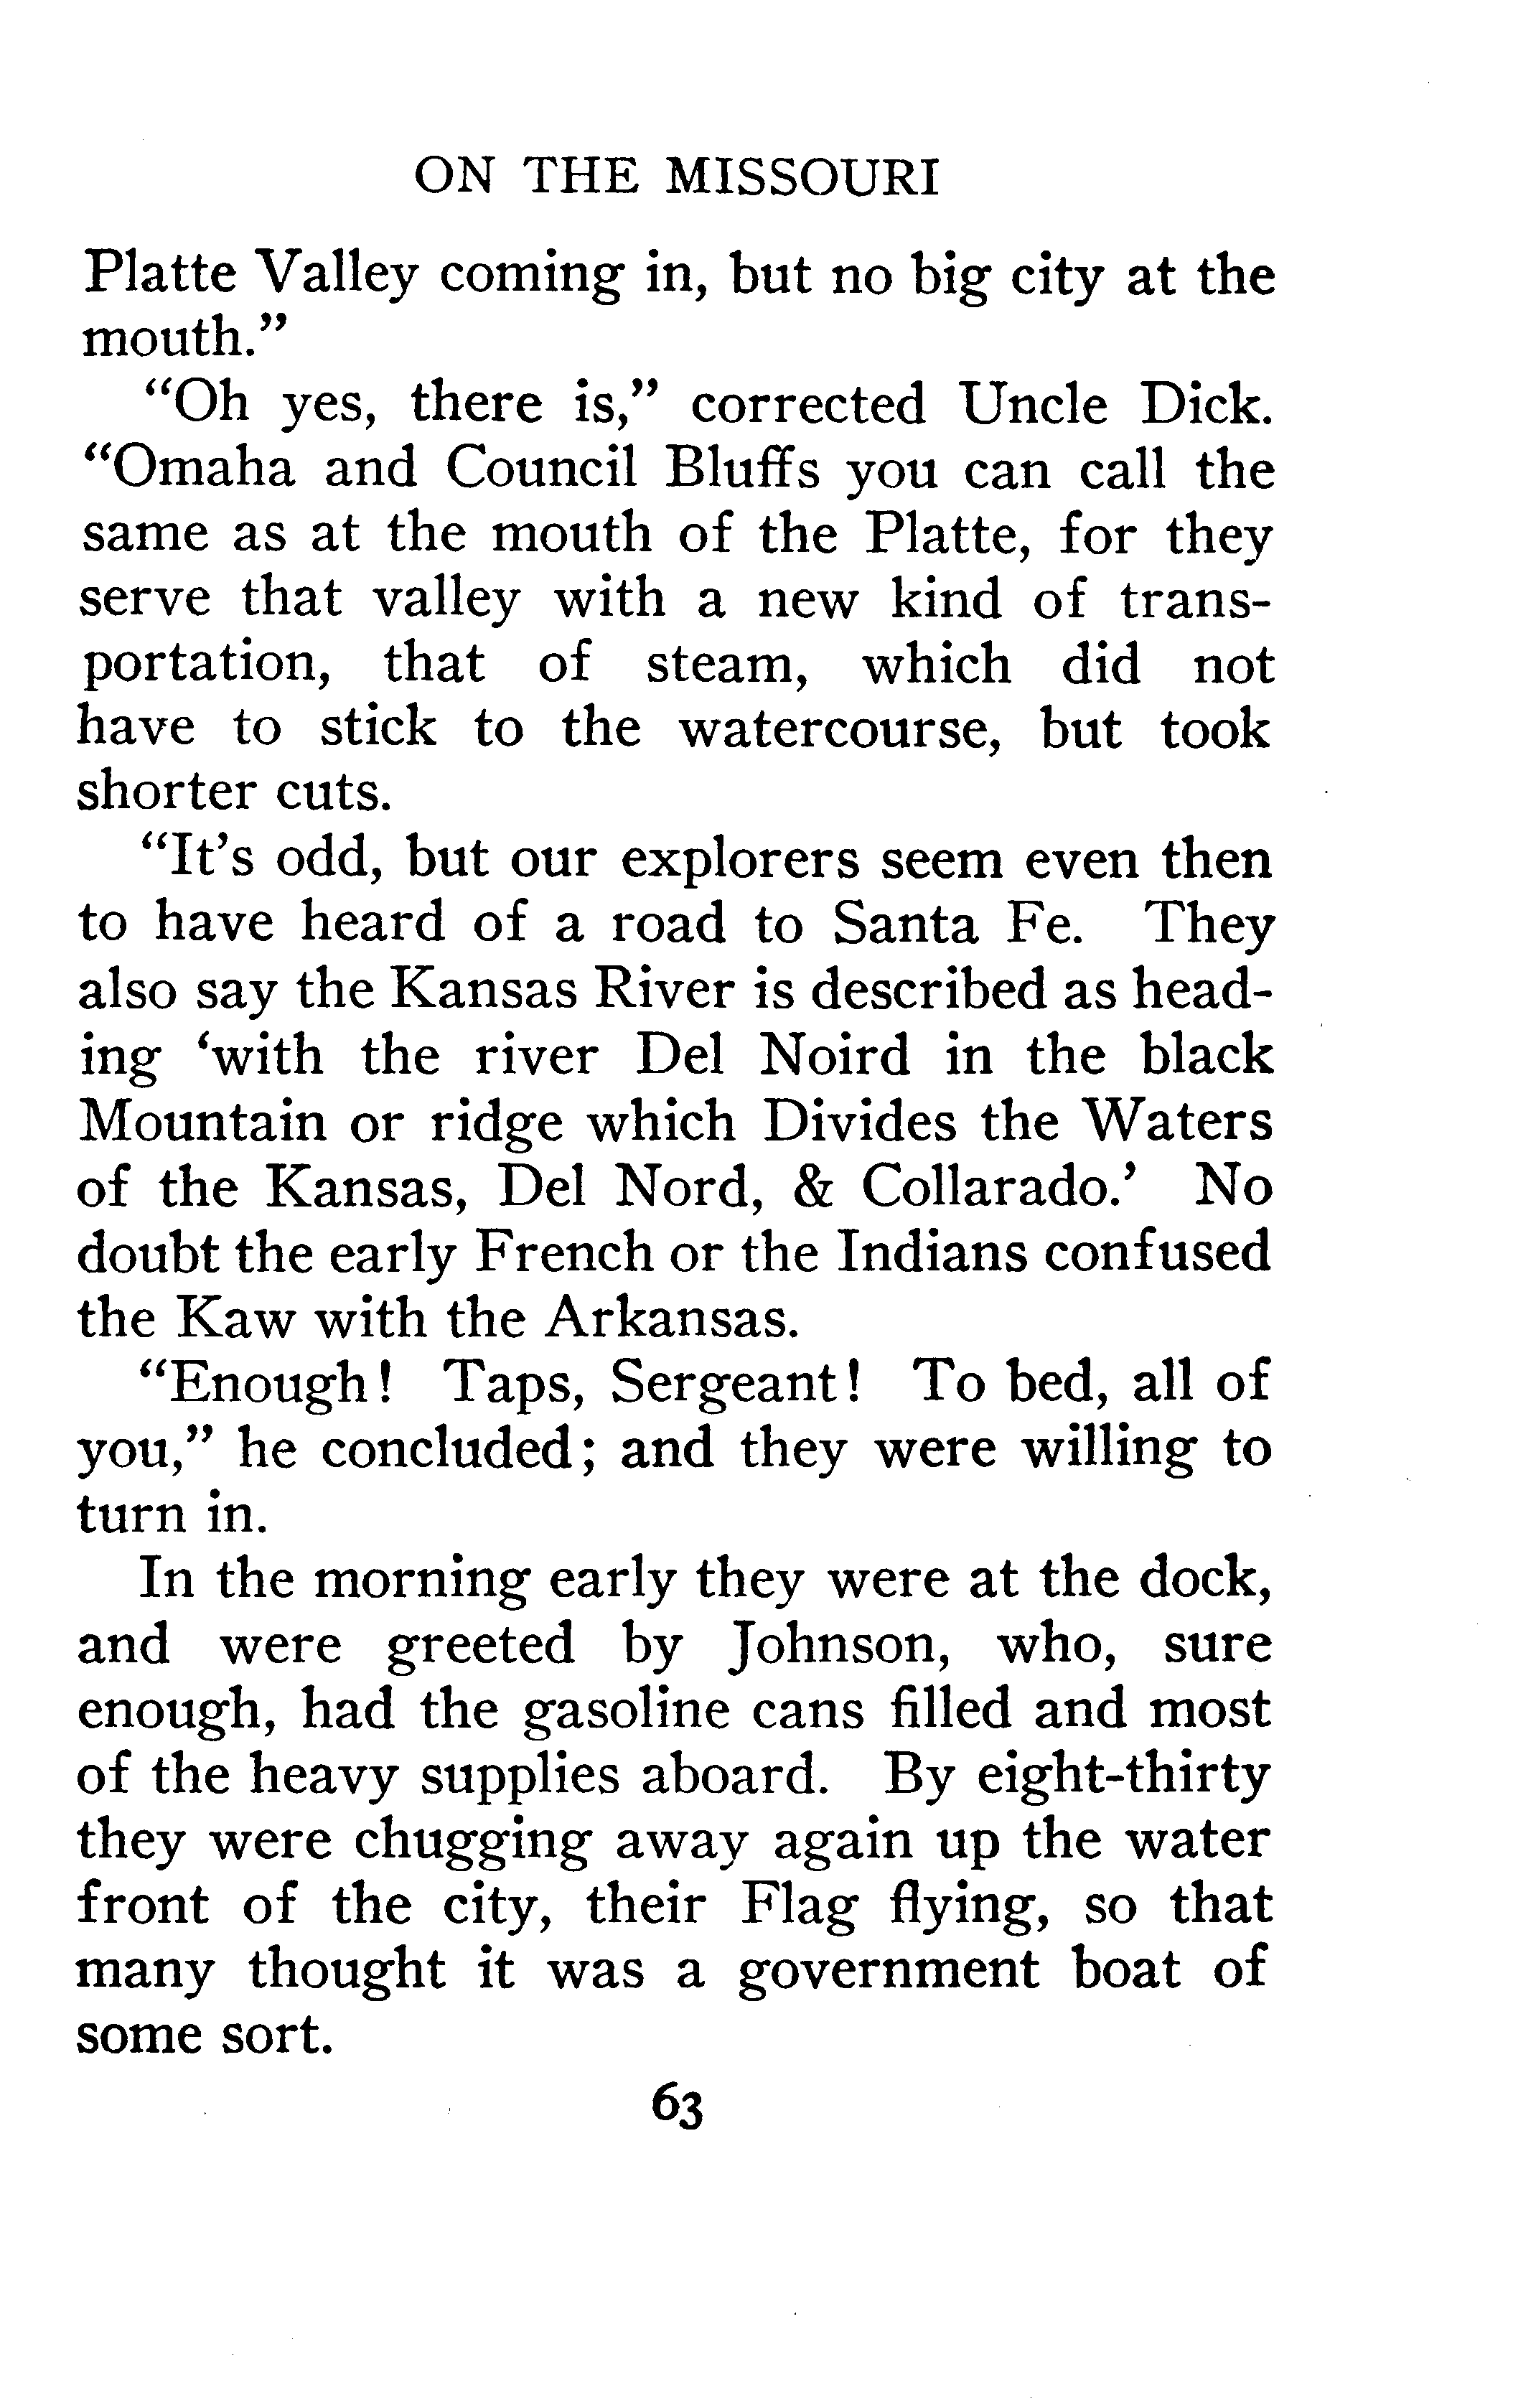 ON THE MISSOURI
Platte Valley coming in, but no big city at the
mouth.”
“Oh yes, there is,” corrected Uncle Dick.
“Omaha and Council Bluffs you can call the
same as at the mouth of the Platte, for they
serve that valley with a new kind of trans-
portation, that of steam, which did not
have to stick to the watercourse, but took
shorter cuts.
“It’s odd, but our explorers seem even then
to have heard of a road to Santa Fe. They
also say the Kansas River is described as head-
ing ‘with the river Del Noird in the black
Mountain or ridge which Divides the Waters
of the Kansas, Del Nord, & Collarado.’ No
doubt the early French or the Indians confused
the Kaw with the Arkansas.
“Enough! Taps, Sergeant! To bed, all of
you,” he concluded; and they were willing to
turn in.
In the morning early they were at the dock,
and were greeted by Johnson, who, sure
enough, had the gasoline cans filled and most
of the heavy supplies aboard. By eight-thirty
they were chugging away again up the water
front of the city, their Flag flying, so that
many thought it was a government boat of
some sort.
63